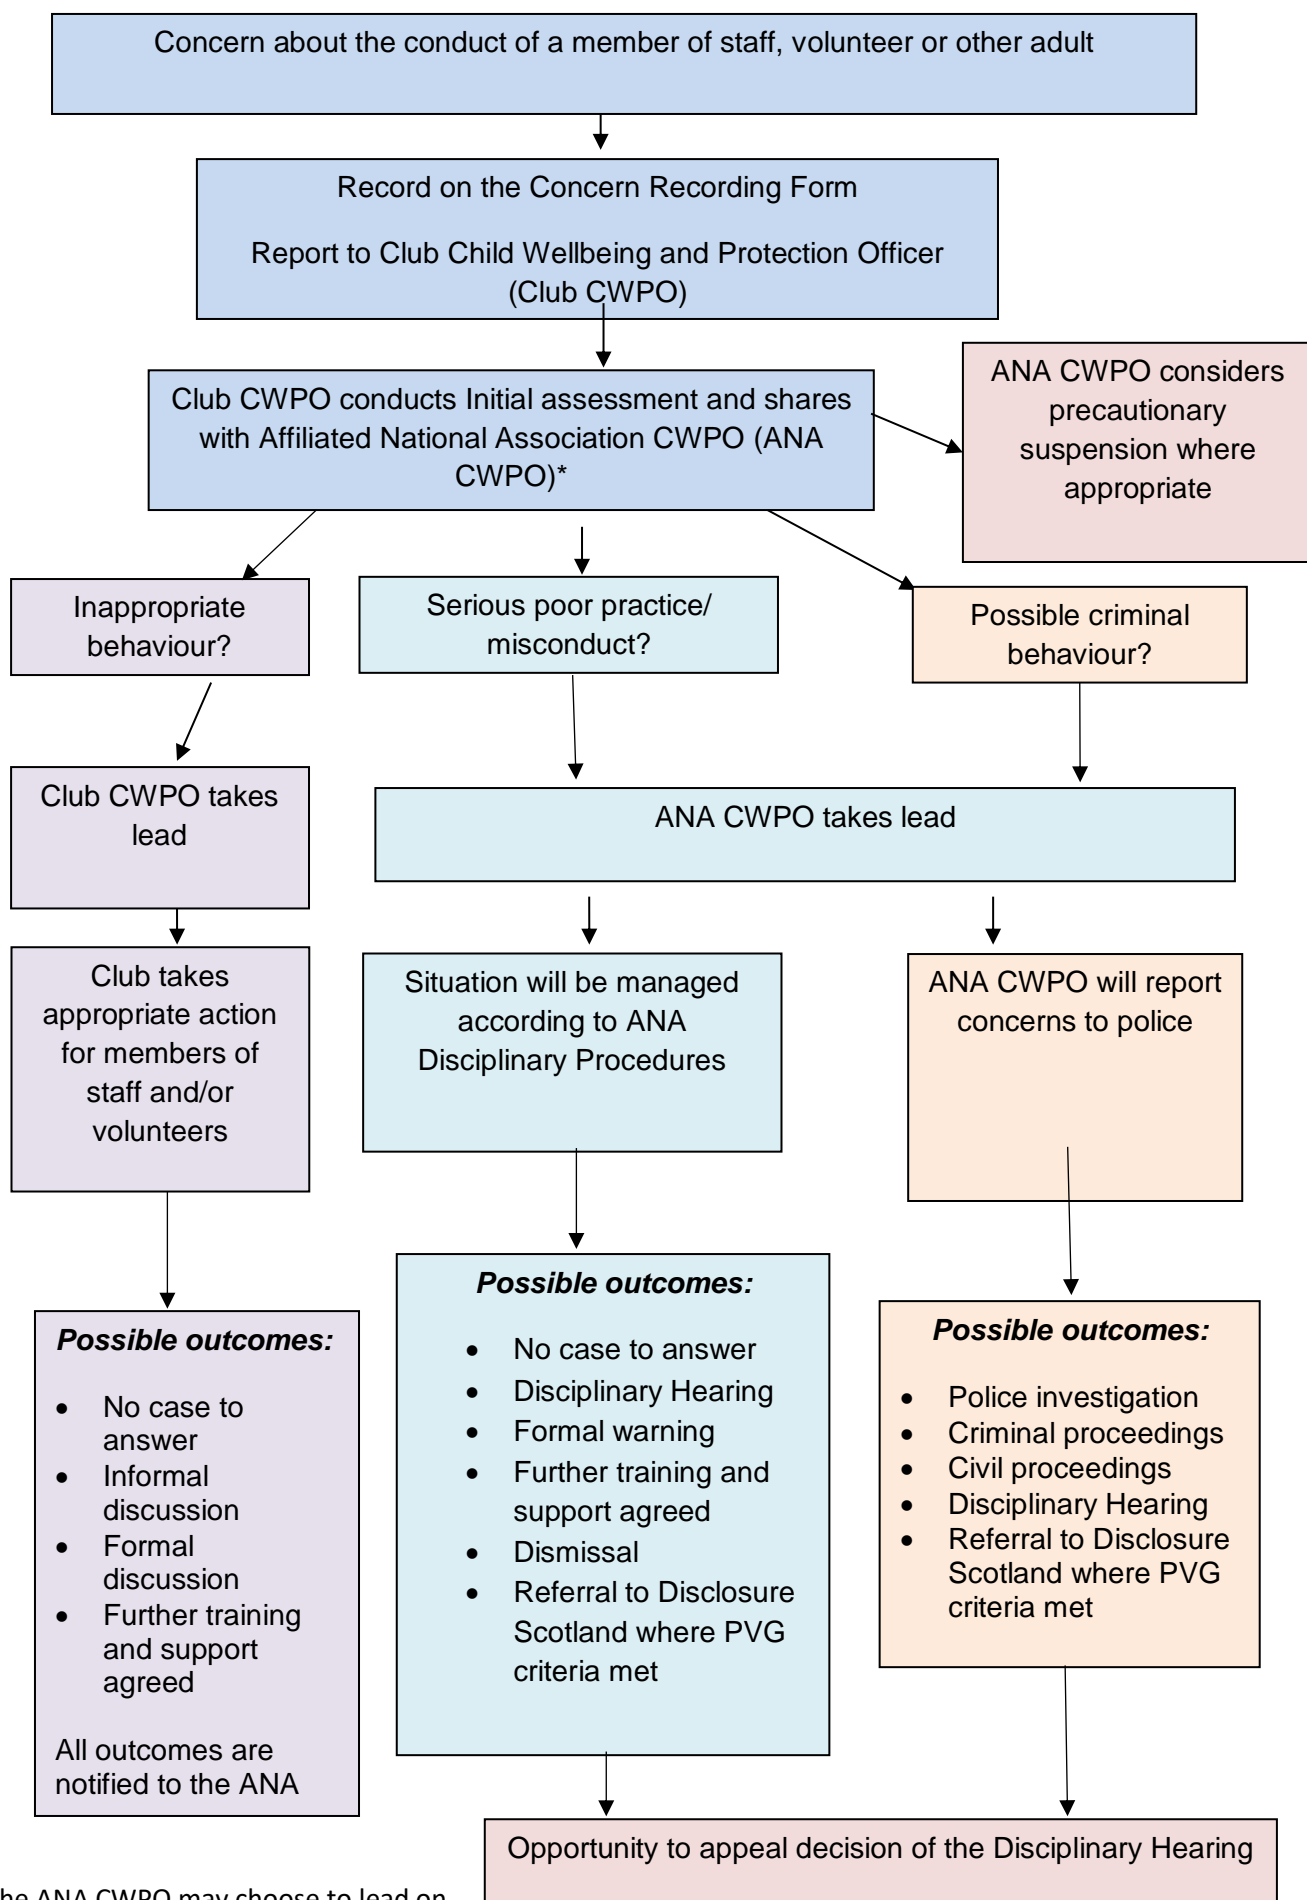 Concern about the conduct of a member of staff, volunteer or other adult
Record on the Concern Recording Form
Report to Club Child Wellbeing and Protection Officer
(Club CWPO)
Club CWPO conducts Initial assessment and shares
with Affiliated National Association CWPO (ANA
CWPO)*
ANA CWPO considers
precautionary
suspension where
appropriate
Inappropriate
behaviour?
Serious poor practice/
misconduct?
Possible criminal
behaviour?
Club CWPO takes
lead
ANA CWPO takes lead
Club takes
appropriate action
for members of
staff and/or
volunteers
Situation will be managed
according to ANA
Disciplinary Procedures
ANA CWPO will report
concerns to police
Possible outcomes:
• No case to
answer
• Informal
discussion
• Formal
discussion
• Further training
and support
agreed
All outcomes are
notified to the ANA
Possible outcomes:
• No case to answer
• Disciplinary Hearing
• Formal warning
• Further training and
support agreed
• Dismissal
• Referral to Disclosure
Scotland where PVG
criteria met
Possible outcomes:
• Police investigation
• Criminal proceedings
• Civil proceedings
• Disciplinary Hearing
• Referral to Disclosure
Scotland where PVG
criteria met
Opportunity to appeal decision of the Disciplinary Hearing
he ANA CWPO may choose to lead on